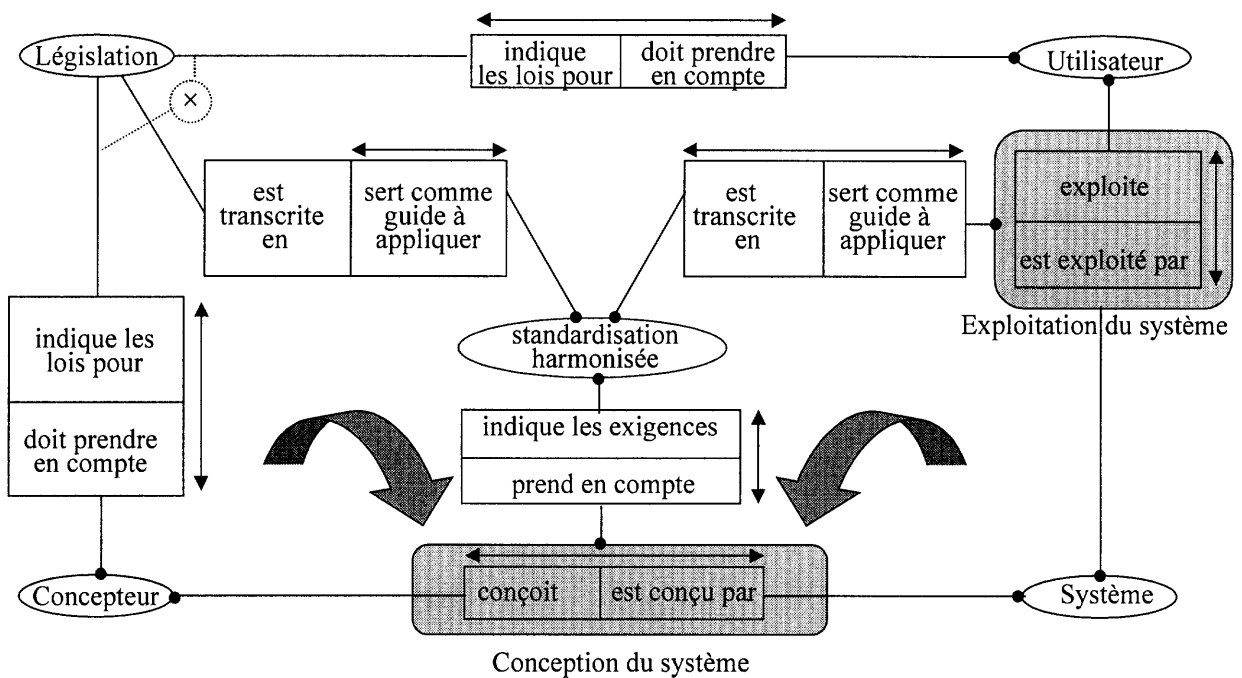 Législation
indique
les lois pour
doit prendre
en compte
Utilisateur
×
est
transcrite
en
sert comme
guide à
appliquer
est
transcrite
en
sert comme
guide à
appliquer
exploite
est exploité par
Exploitation du système
indique les
lois pour
doit prendre
en compte
standardisation
harmonisée
indique les exigences
prend en compte
Concepteur
conçoit
est conçu par
Système
Conception du système